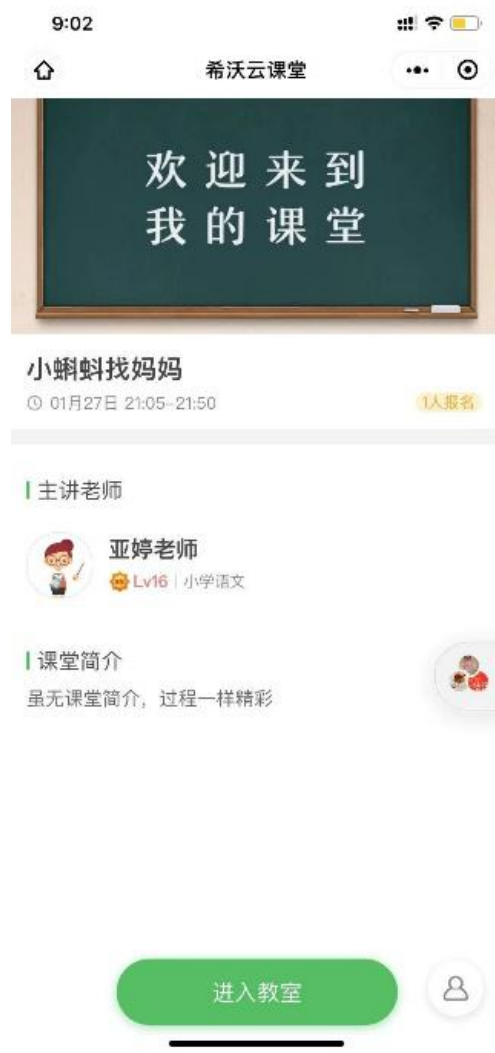 9:02
希沃云课堂
欢迎来到
我的课堂
小蝌蚪找妈妈
01月27日 21:05-21:50
1人报名
主讲老师
亚婷老师
Lv16 | 小学语文
课堂简介
虽无课堂简介，过程一样精彩
进入教室